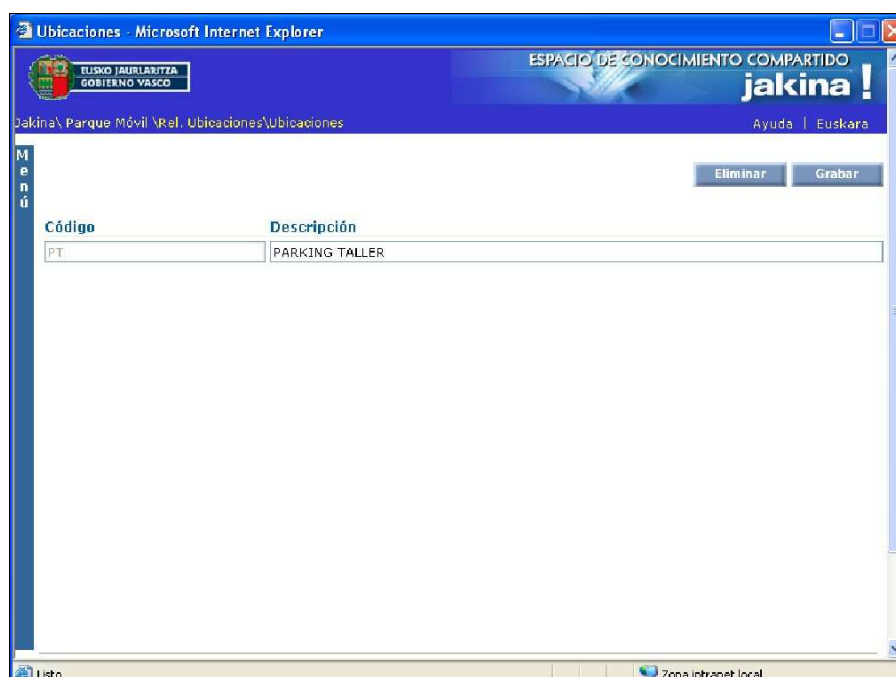 Ubicaciones - Microsoft Internet Explorer
EUSKO JAURLARITZA
GOBIERNO VASCO
ESPACIO DE CONOCIMIENTO COMPARTIDO
jakina !
Jakina\ Parque Móvil \Rel. Ubicaciones\Ubicaciones
Ayuda | Euskara
Menú
Eliminar Grabar
Código Descripción
PT PARKING TALLER
Listo Zona intranet local